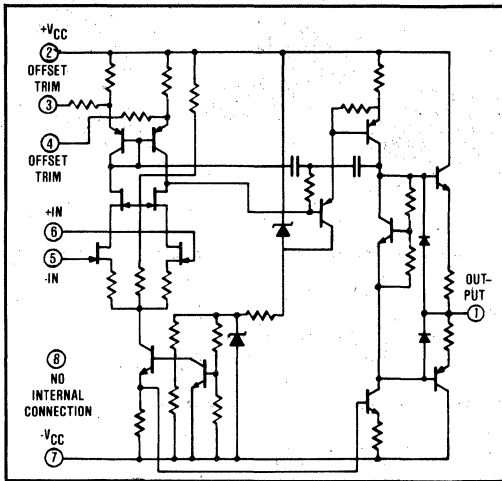 +VCC
2
OFFSET
TRIM
3
4
OFFSET
TRIM
+IN
6
5
-IN
OUT-
PUT
1
8
NO
INTERNAL
CONNECTION
-VCC
7